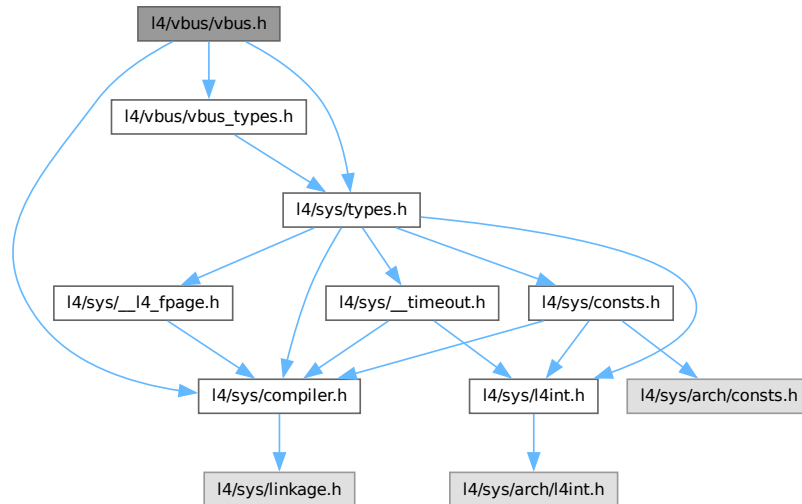 l4/vbus/vbus.h
l4/vbus/vbus_types.h
l4/sys/types.h
l4/sys/__l4_fpage.h
l4/sys/__timeout.h
l4/sys/consts.h
l4/sys/compiler.h
l4/sys/l4int.h
l4/sys/arch/consts.h
l4/sys/linkage.h
l4/sys/arch/l4int.h